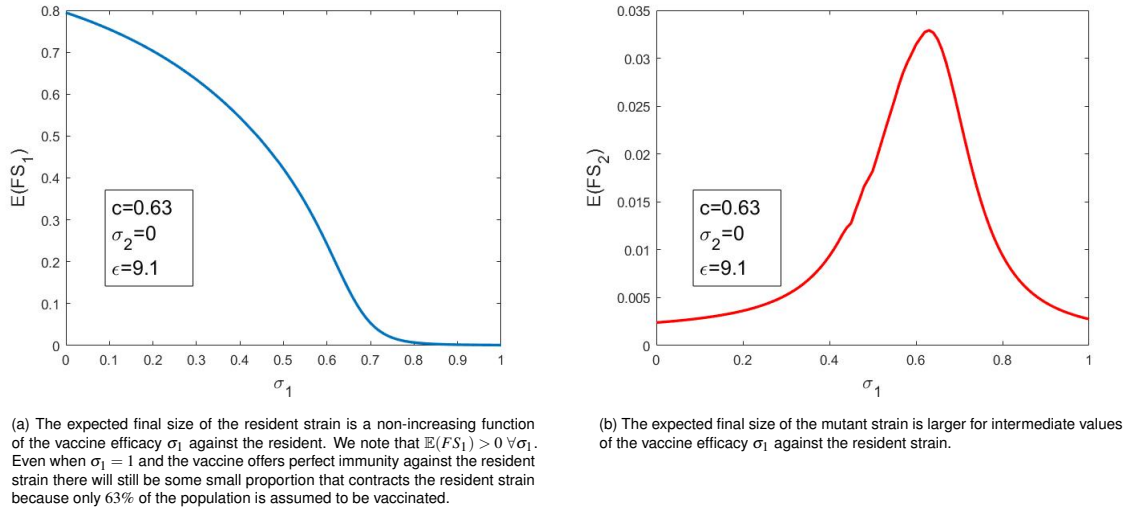 0.8
0.7
0.6
0.5
0.4
0.3
0.2
0.1
0
E(FS₁)
c=0.63
σ₂=0
ϵ=9.1
0 0.1 0.2 0.3 0.4 0.5 0.6 0.7 0.8 0.9 1
σ₁
(a) The expected final size of the resident strain is a non-increasing function
of the vaccine efficacy σ₁ against the resident. We note that 𝔼(FS₁) > 0 ∀σ₁.
Even when σ₁ = 1 and the vaccine offers perfect immunity against the resident
strain there will still be some small proportion that contracts the resident strain
because only 63% of the population is assumed to be vaccinated.
0.035
0.03
0.025
0.02
0.015
0.01
0.005
0
E(FS₂)
c=0.63
σ₂=0
ϵ=9.1
0 0.2 0.4 0.6 0.8 1
σ₁
(b) The expected final size of the mutant strain is larger for intermediate values
of the vaccine efficacy σ₁ against the resident strain.